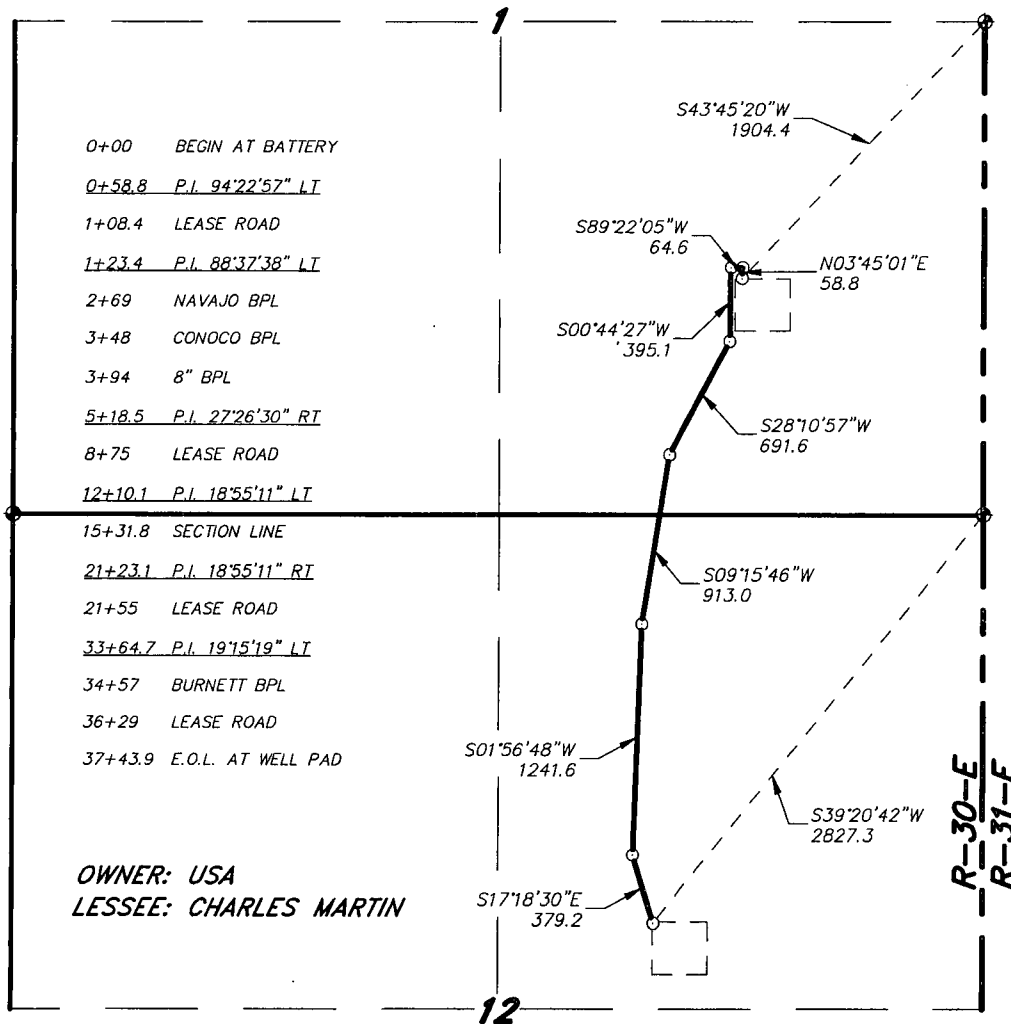 1
0+00 BEGIN AT BATTERY
0+58.8 P.I. 94°22'57" LT
1+08.4 LEASE ROAD
1+23.4 P.I. 88°37'38" LT
2+69 NAVAJO BPL
3+48 CONOCO BPL
3+94 8" BPL
5+18.5 P.I. 27°26'30" RT
8+75 LEASE ROAD
12+10.1 P.I. 18°55'11" LT
15+31.8 SECTION LINE
21+23.1 P.I. 18°55'11" RT
21+55 LEASE ROAD
33+64.7 P.I. 19°15'19" LT
34+57 BURNETT BPL
36+29 LEASE ROAD
37+43.9 E.O.L. AT WELL PAD
OWNER: USA
LESSEE: CHARLES MARTIN
S43°45'20"W
1904.4
S89°22'05"W
64.6
N03°45'01"E
58.8
S00°44'27"W
395.1
S28°10'57"W
691.6
S09°15'46"W
913.0
S01°56'48"W
1241.6
S39°20'42"W
2827.3
S17°18'30"E
379.2
R-30-E
R-31-E
12